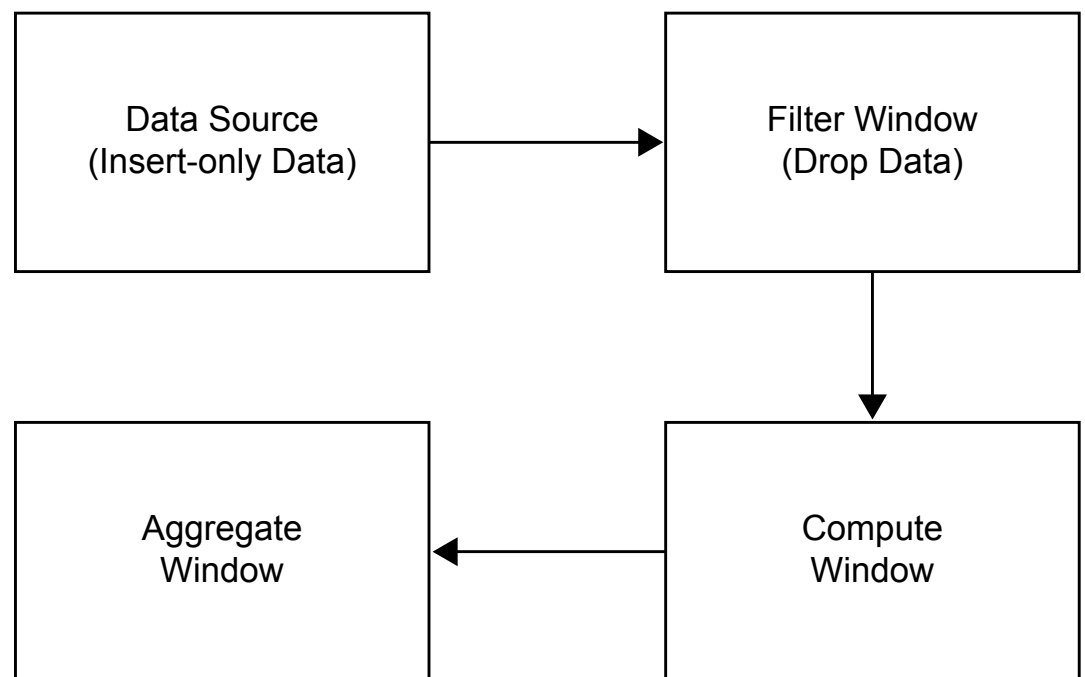 Data Source
(Insert-only Data)
Filter Window
(Drop Data)
Compute
Window
Aggregate
Window